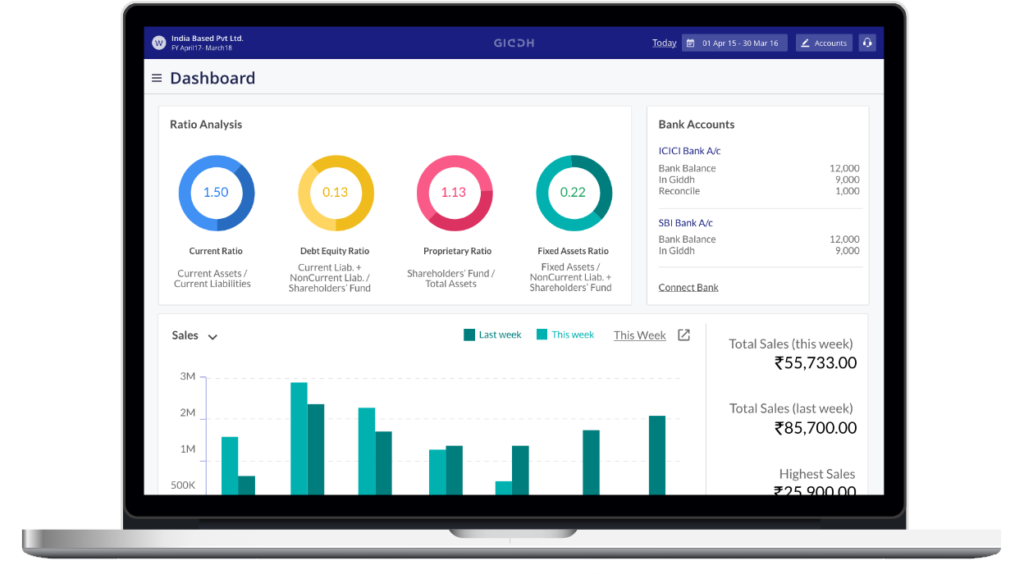 W
India Based Pvt Ltd.
FY April17- March18
GIDDH
Today
01 Apr 15 - 30 Mar 16
Accounts
Dashboard
Ratio Analysis
1.50
0.13
1.13
0.22
Current Ratio
Current Assets /
Current Liabilities
Debt Equity Ratio
Current Liab. +
NonCurrent Llab. /
Shareholders' Fund
Proprietary Ratio
Shareholders' Fund /
Total Assets
Fixed Assets Ratio
Fixed Assets /
NonCurrent Liab. +
Shareholders' Fund
Bank Accounts
ICICI Bank A/c
Bank Balance 12,000
In Giddh 9,000
Reconcile 1,000
SBI Bank A/c
Bank Balance 12,000
In Giddh 9,000
Connect Bank
Sales
Last week
This week
This Week
3M
2M
1M
500K
Total Sales (this week)
₹55,733.00
Total Sales (last week)
₹85,700.00
Highest Sales
₹25,900.00